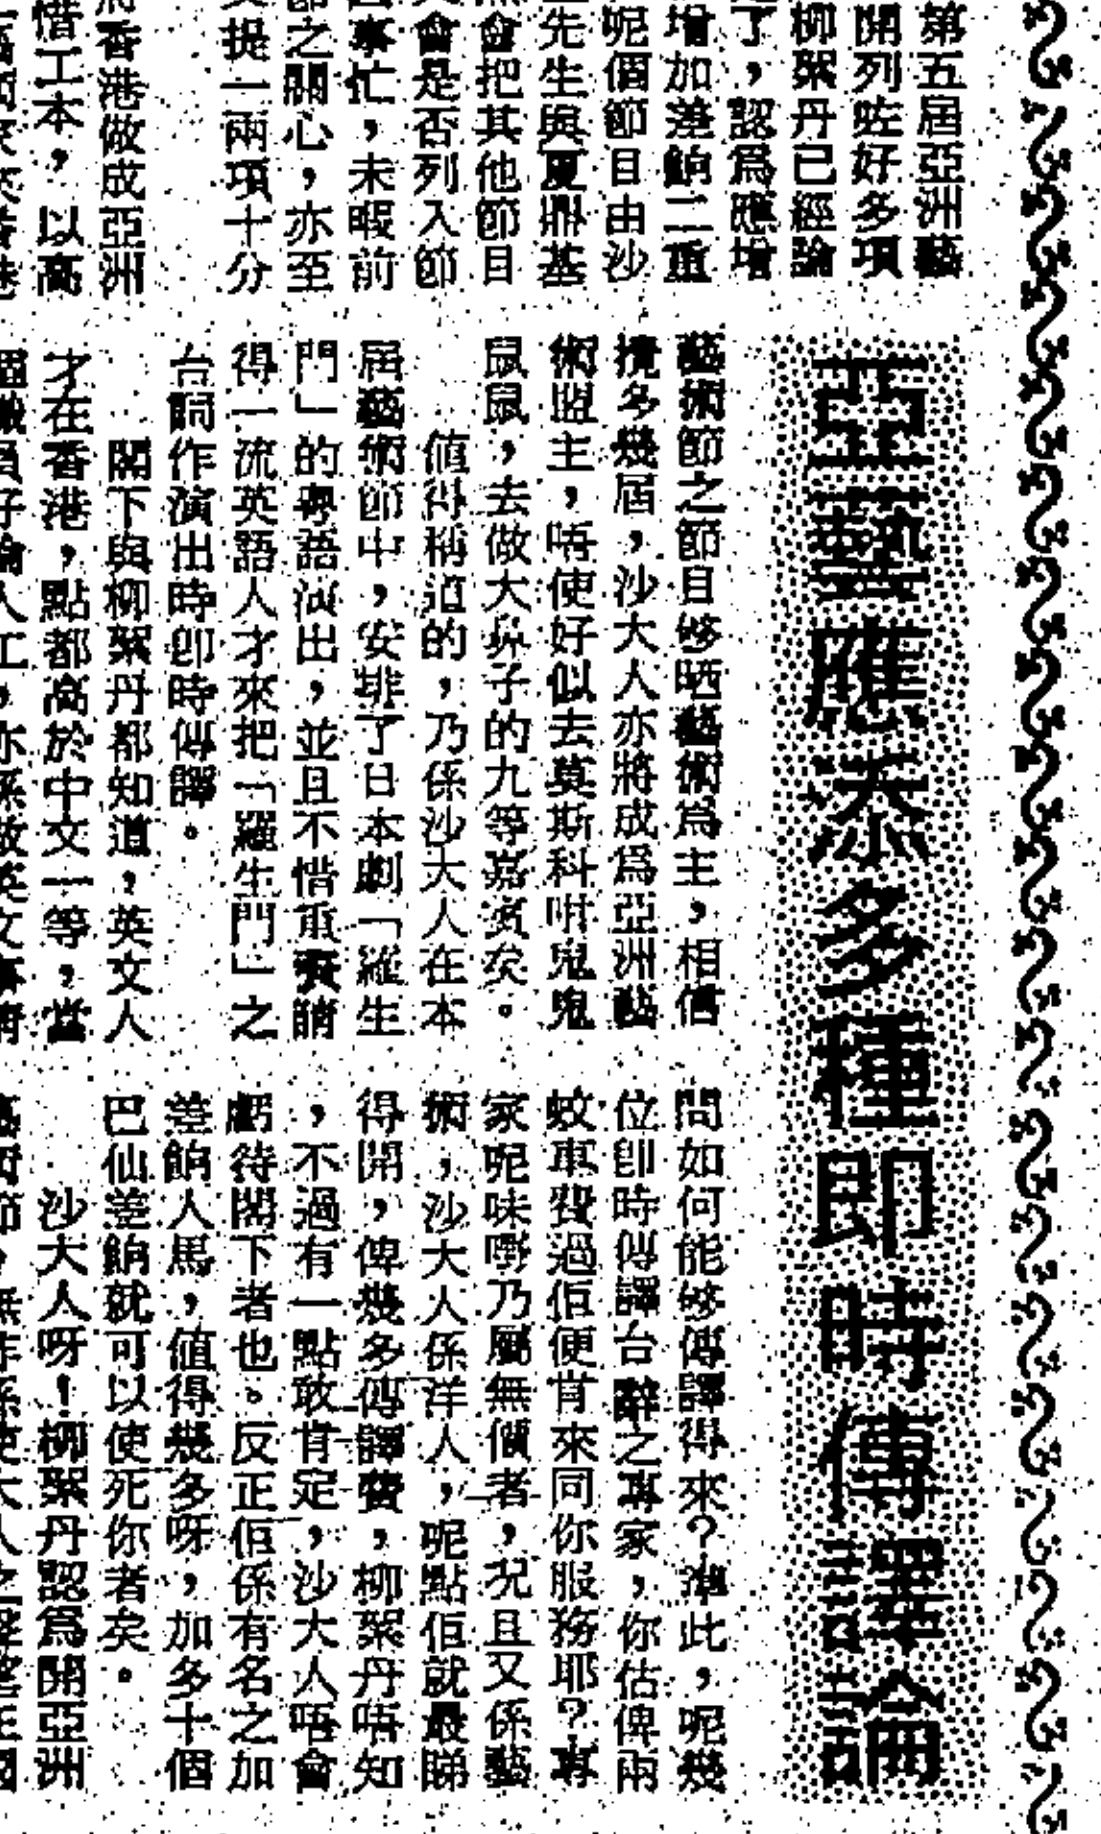 亞藝應添多種即時傳譯論
第五屆亞洲藝
開列咗好多項
柳絮丹已經論
了，認為應增
增加差餉二重
呢個節目由沙
先生與夏鼎基
會把其他節目
會是否列入節
事忙，未暇前
之關心，亦至
提一兩項十分
將香港做成亞洲
惜工本，以高
藝術節之節目夠晒藝術為主，相信
攪多幾屆，沙大人亦將成為亞洲藝
術盟主，唔使好似去莫斯科咁鬼鬼
鼠鼠，去做大鼻子的九等嘉賓矣。
值得稱道的，乃係沙大人在本
屆藝術節中，安排了日本劇「羅生
門」的粵語演出，並且不惜重資請
得一流英語人才來把「羅生門」之
台詞作演出時即時傳譯。
閣下與柳絮丹都知道，英文人
才在香港，點都高於中文一等，當
問如何能夠傳譯得來？準此，呢幾
位即時傳譯台辭之專家，你估俾兩
蚊車費過佢便肯來同你服務耶？專
家呢味嘢乃屬無價者，況且又係藝
術，沙大人係洋人，呢點佢就最睇
得開，俾幾多傳譯費，柳絮丹唔知
，不過有一點敢肯定，沙大人唔會
虧待閣下者也。反正佢係有名之加
差餉人馬，值得幾多呀，加多十個
巴仙差餉就可以使死你者矣。
沙大人呀！柳絮丹認為開亞洲